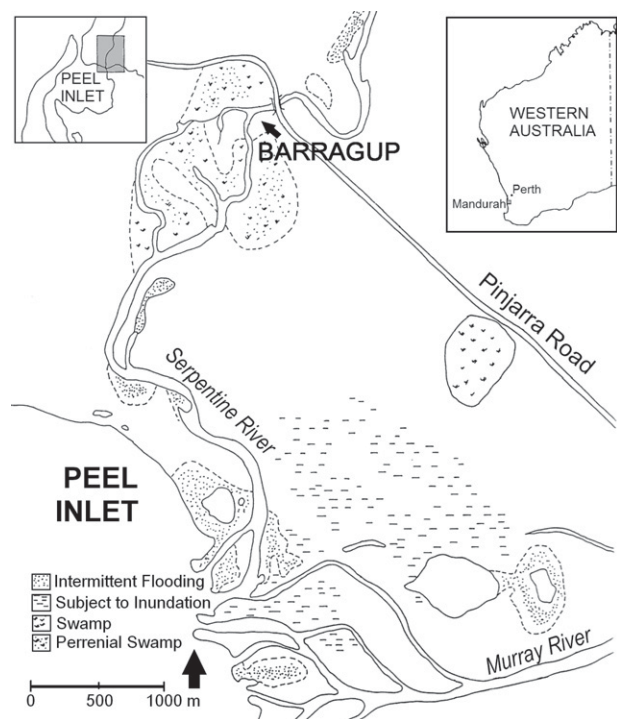 PEEL
INLET
WESTERN
AUSTRALIA
Perth
Mandurah
BARRAGUP
Pinjarra Road
Serpentine River
PEEL
INLET
Intermittent Flooding
Subject to Inundation
Swamp
Perrenial Swamp
Murray River
0 500 1000 m